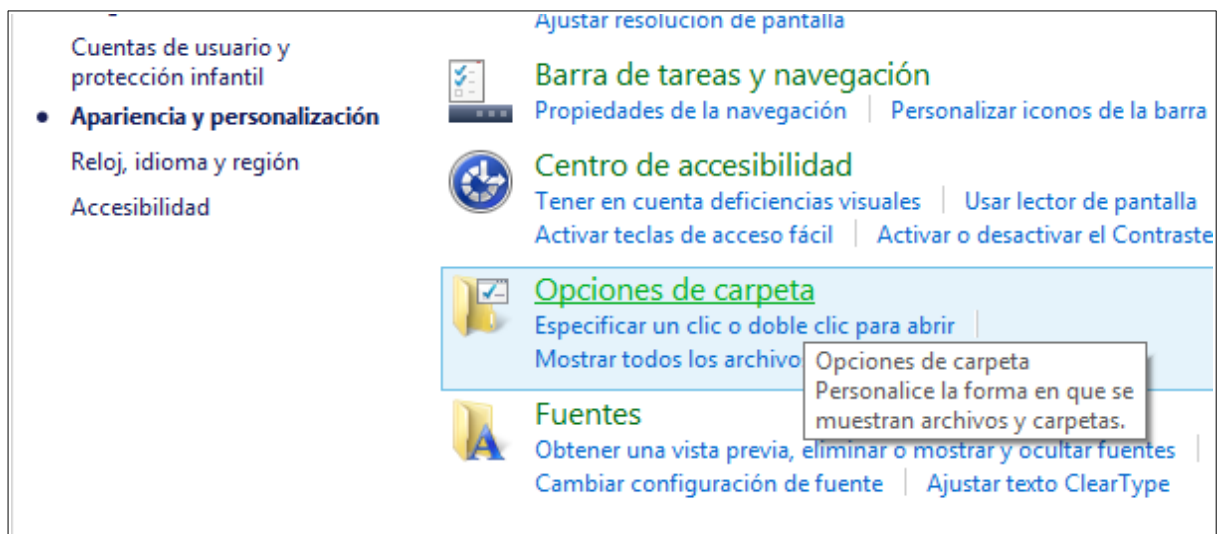 Cuentas de usuario y
protección infantil
Apariencia y personalización
Reloj, idioma y región
Accesibilidad
Ajustar resolución de pantalla
Barra de tareas y navegación
Propiedades de la navegación Personalizar iconos de la barra
Centro de accesibilidad
Tener en cuenta deficiencias visuales Usar lector de pantalla
Activar teclas de acceso fácil Activar o desactivar el Contraste
Opciones de carpeta
Especificar un clic o doble clic para abrir
Mostrar todos los archivo
Opciones de carpeta
Personalice la forma en que se
muestran archivos y carpetas.
Fuentes
Obtener una vista previa, eliminar o mostrar y ocultar fuentes
Cambiar configuración de fuente Ajustar texto ClearType